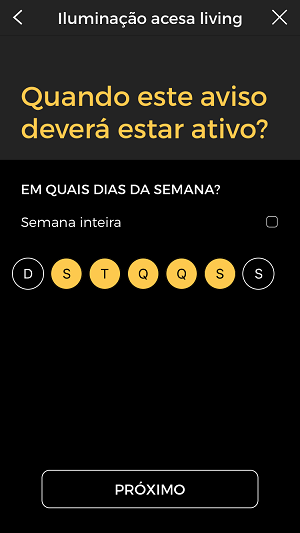 Iluminação acesa living
Quando este aviso
deverá estar ativo?
EM QUAIS DIAS DA SEMANA?
Semana inteira
D S T Q Q S S
PRÓXIMO